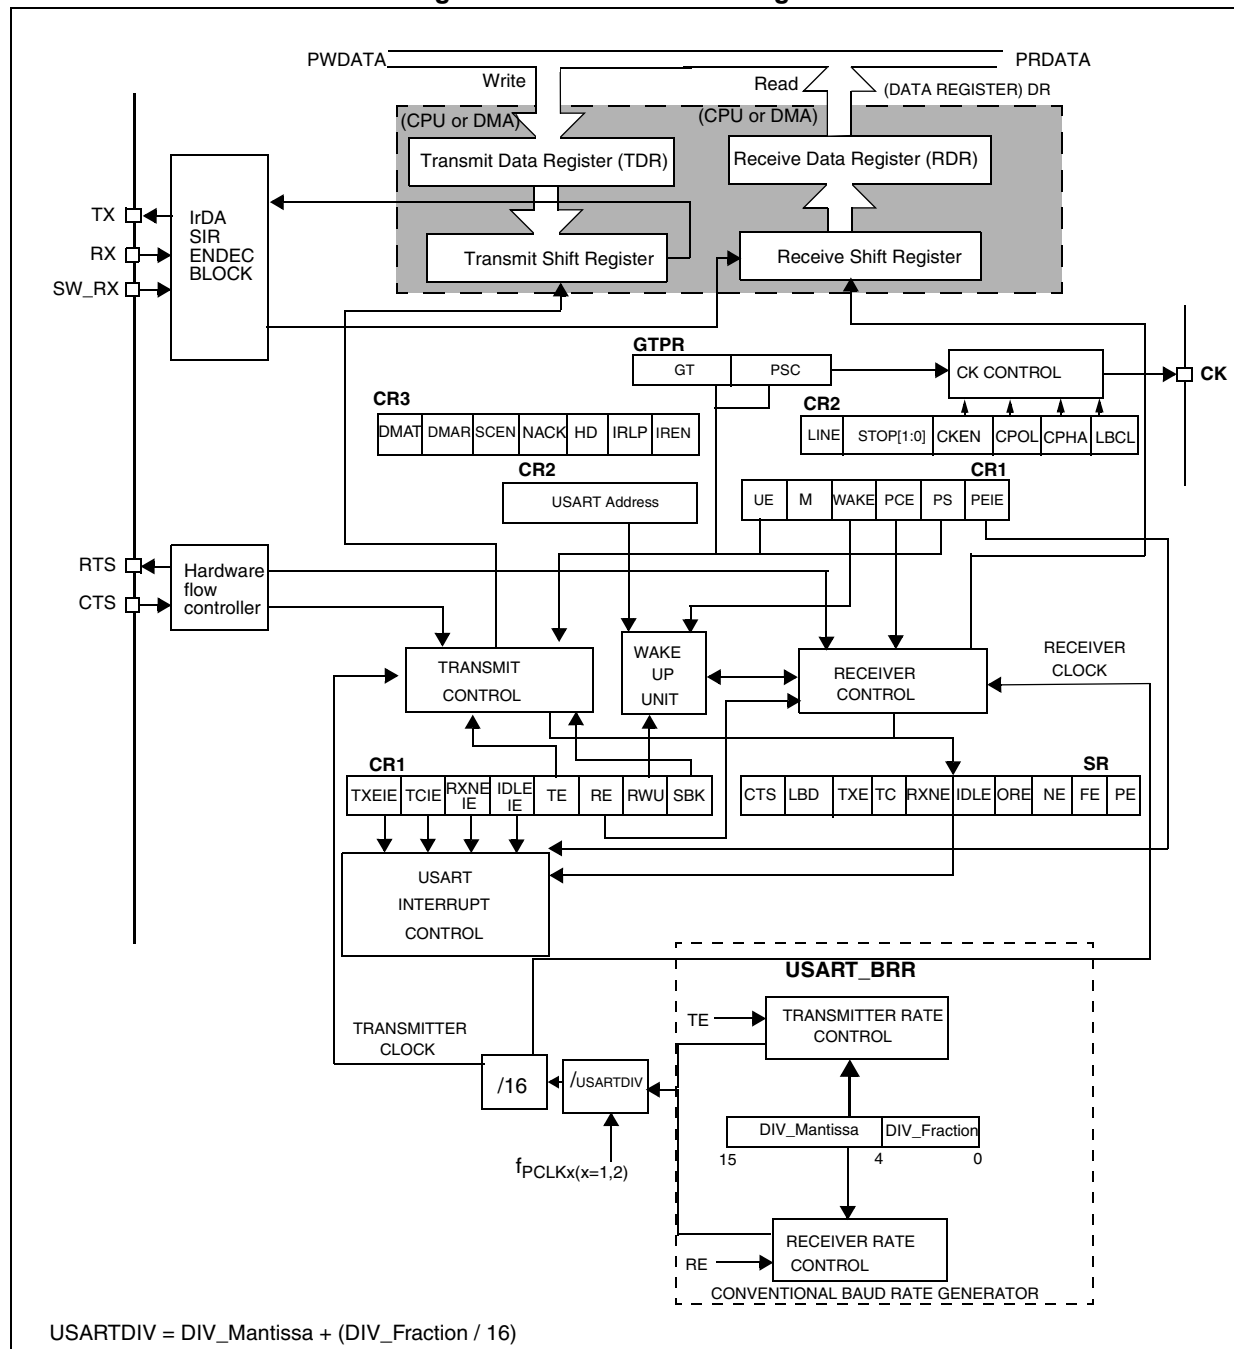 PWDATA
PRDATA
Write
Read
(DATA REGISTER) DR
(CPU or DMA)
(CPU or DMA)
Transmit Data Register (TDR)
Receive Data Register (RDR)
TX
RX
SW_RX
IrDA
SIR
ENDEC
BLOCK
Transmit Shift Register
Receive Shift Register
GTPR
GT
PSC
CK CONTROL
CK
CR3
DMAT
DMAR
SCEN
NACK
HD
IRLP
IREN
CR2
LINE
STOP[1:0]
CKEN
CPOL
CPHA
LBCL
CR2
USART Address
CR1
UE
M
WAKE
PCE
PS
PEIE
RTS
CTS
Hardware
flow
controller
TRANSMIT
CONTROL
WAKE
UP
UNIT
RECEIVER
CONTROL
RECEIVER
CLOCK
CR1
TXEIE
TCIE
RXNE
IE
IDLE
IE
TE
RE
RWU
SBK
SR
CTS
LBD
TXE
TC
RXNE
IDLE
ORE
NE
FE
PE
USART
INTERRUPT
CONTROL
USART_BRR
TE
TRANSMITTER RATE
CONTROL
TRANSMITTER
CLOCK
/16
/USARTDIV
fPCLKx(x=1,2)
DIV_Mantissa
DIV_Fraction
15
4
0
RE
RECEIVER RATE
CONTROL
CONVENTIONAL BAUD RATE GENERATOR
USARTDIV = DIV_Mantissa + (DIV_Fraction / 16)